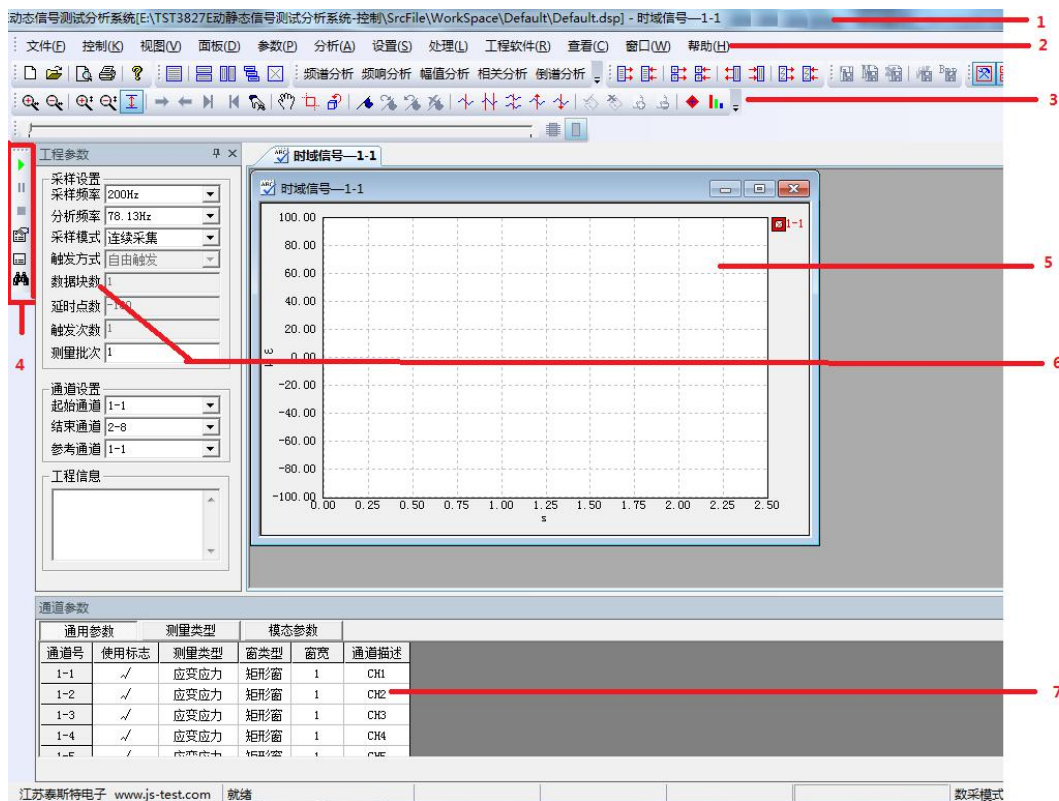 动态信号测试分析系统[E:\TST3827E动静态信号测试分析系统-控制\SrcFile\WorkSpace\Default\Default.dsp] - 时域信号—1-1
1
文件(F) 控制(K) 视图(V) 面板(D) 参数(P) 分析(A) 设置(S) 处理(L) 工程软件(R) 查看(C) 窗口(W) 帮助(H)
2
频谱分析 频响分析 幅值分析 相关分析 倒谱分析
3
工程参数
时域信号—1-1
采样设置
采样频率 200Hz
分析频率 78.13Hz
采样模式 连续采集
触发方式 自由触发
数据块数 1
延时点数
触发次数 1
测量批次 1
4
通道设置
起始通道 1-1
结束通道 2-8
参考通道 1-1
工程信息
时域信号—1-1
100.00
80.00
60.00
40.00
20.00
0.00
-20.00
-40.00
-60.00
-80.00
-100.00
0.00 0.25 0.50 0.75 1.00 1.25 1.50 1.75 2.00 2.25 2.50
s
1-1
5
6
通道参数
通用参数 测量类型 模态参数
通道号 使用标志 测量类型 窗类型 窗宽 通道描述
1-1 √ 应变应力 矩形窗 1 CH1
1-2 √ 应变应力 矩形窗 1 CH2
1-3 √ 应变应力 矩形窗 1 CH3
1-4 √ 应变应力 矩形窗 1 CH4
7
江苏泰斯特电子 www.js-test.com 就绪 数采模式